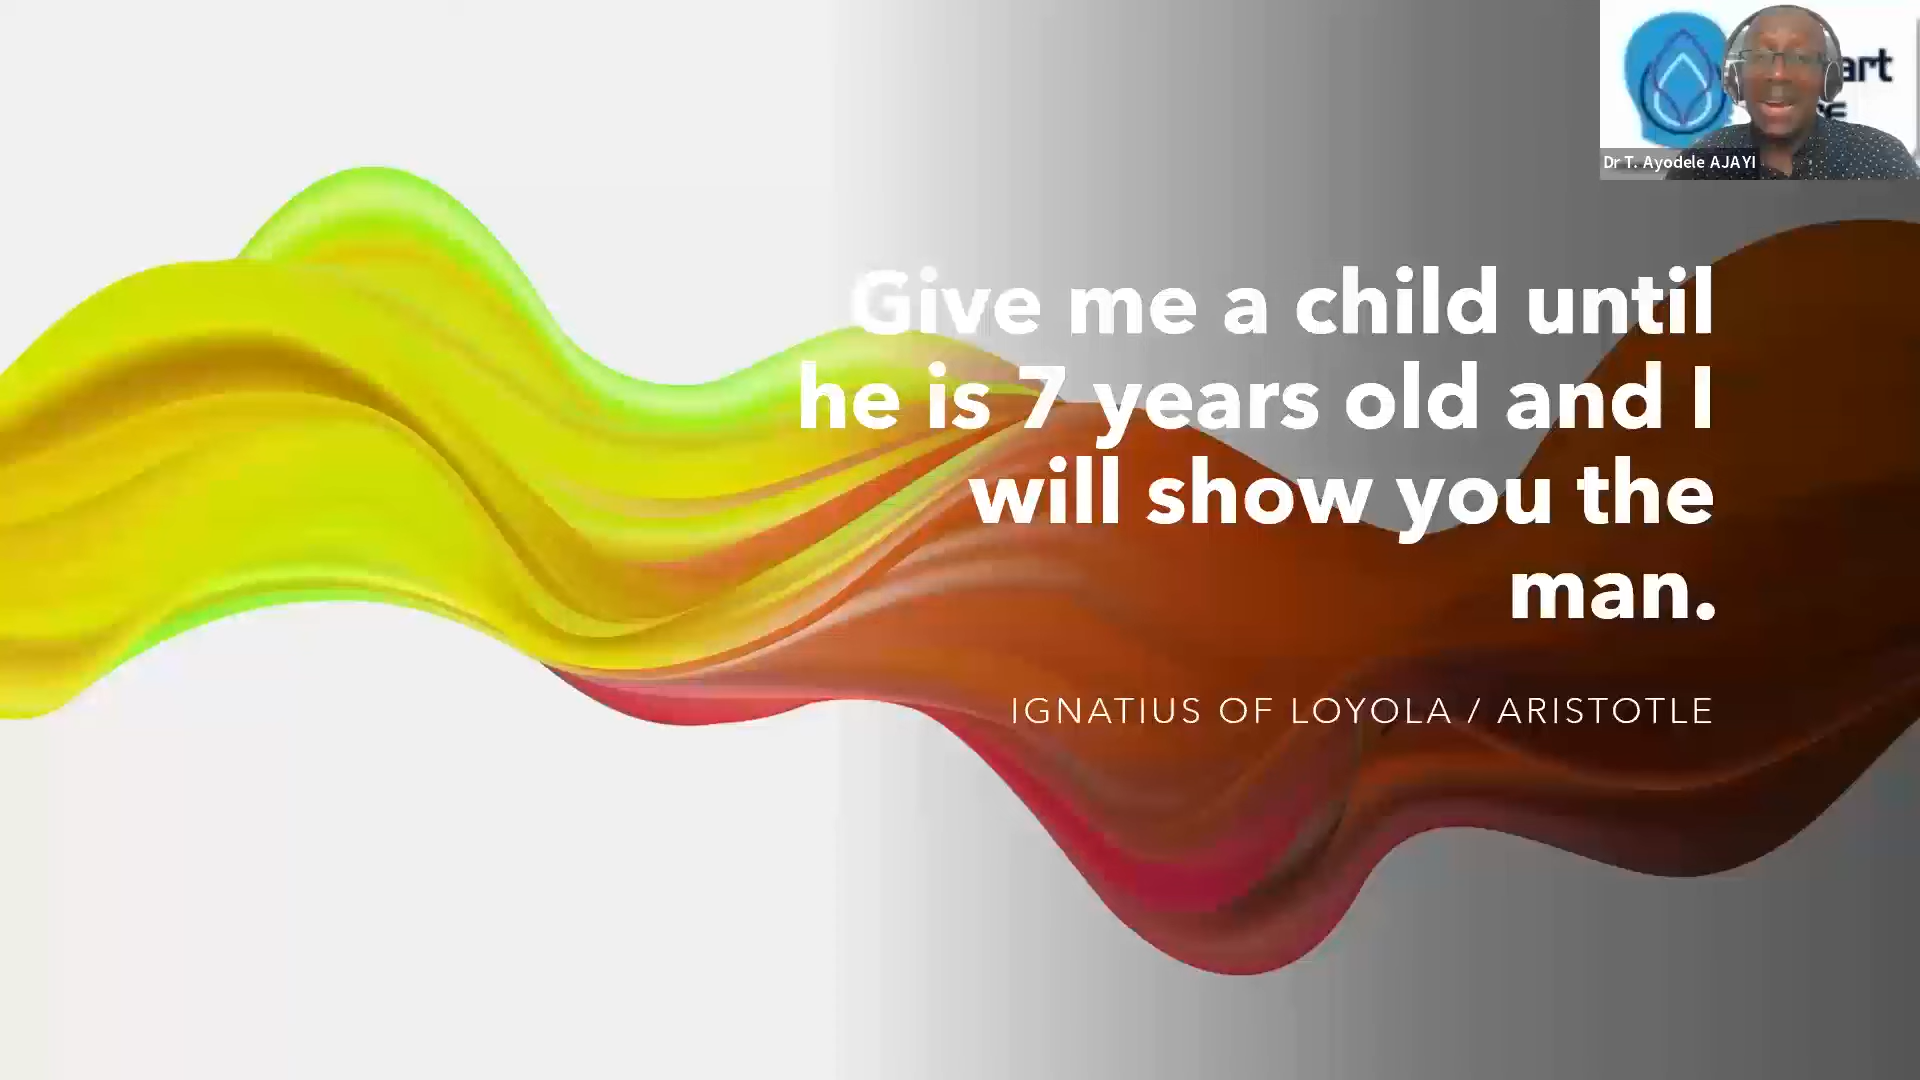 art
Dr T. Ayodele AJAYI
Give me a child until
he is 7 years old and I
will show you the
man.
IGNATIUS OF LOYOLA / ARISTOTLE